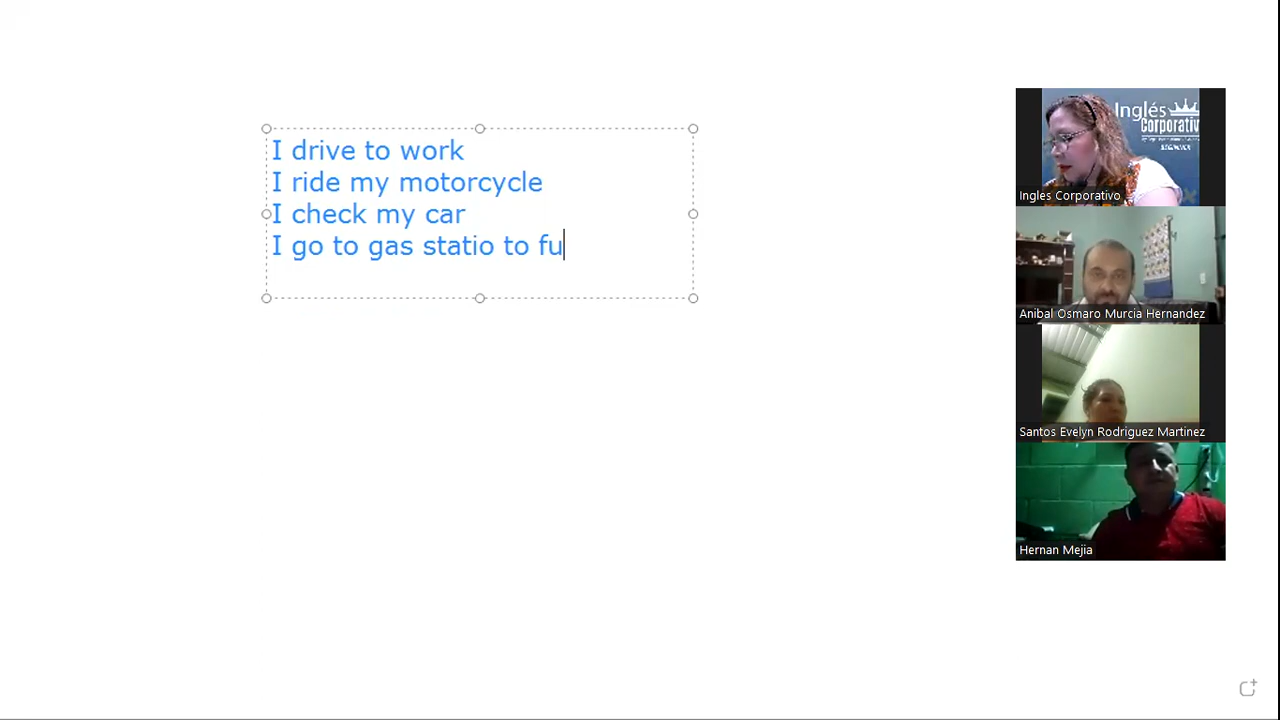 I drive to work
I ride my motorcycle
I check my car
I go to gas statio to fu
Inglés
Corporativo
Ingles Corporativo
Anibal Osmaro Murcia Hernandez
Santos Evelyn Rodriguez Martinez
Hernan Mejia